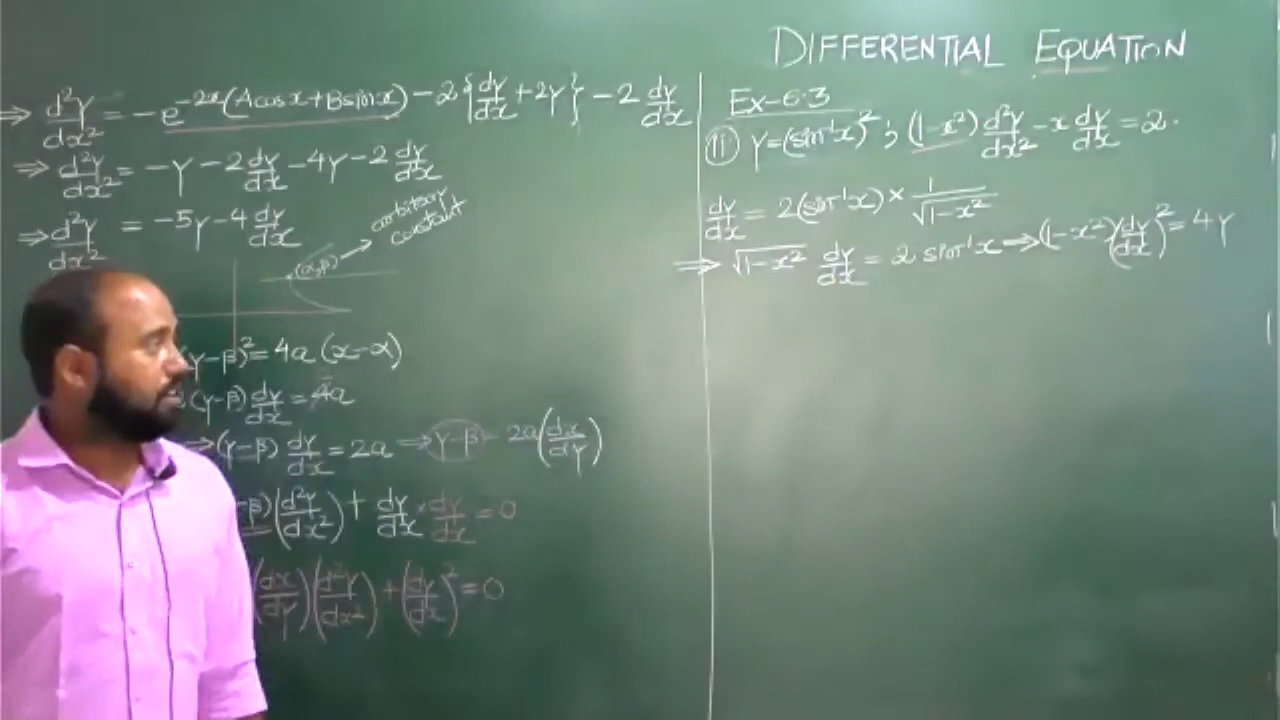 ⇒ d²y/dx² = -e^(-2x)(Acosx+Bsinx) -2{dy/dx+2y} -2 dy/dx
⇒ d²y/dx² = -y -2dy/dx -4y -2 dy/dx
⇒ d²y/dx² = -5y -4 dy/dx
arbitory constant
(α,β)
(y-β)² = 4a(x-α)
2(y-β) dy/dx = 4a
⇒ (y-β) dy/dx = 2a ⇒ y-β = 2a(dx/dy)
-β)(d²y/dx²) + dy/dx × dy/dx = 0
(dx/dy)(d²y/dx²) + (dy/dx)² = 0
DIFFERENTIAL EQUATION
Ex-6.3
(11) y=(sin⁻¹x)² ; (1-x²) d²y/dx² - x dy/dx = 2.
dy/dx = 2(sin⁻¹x) × 1/√(1-x²)
⇒ √(1-x²) dy/dx = 2 sin⁻¹x ⇒ (1-x²)(dy/dx)² = 4y